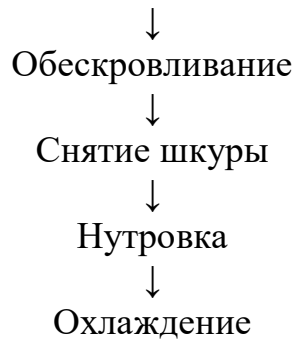 ↓
Обескровливание
↓
Снятие шкуры
↓
Нутровка
↓
Охлаждение